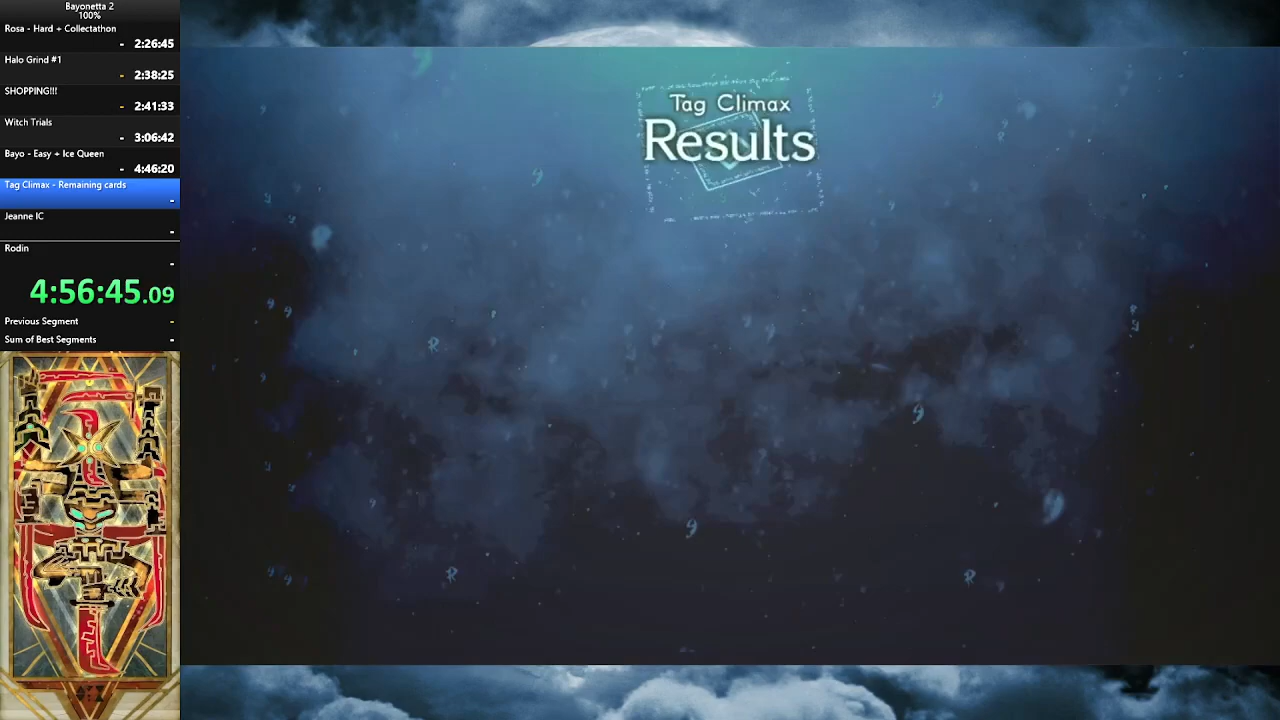 Bayonetta 2
100%
Rosa - Hard + Collectathon
- 2:26:45
Halo Grind #1
- 2:38:25
SHOPPING!!!
- 2:41:33
Witch Trials
- 3:06:42
Bayo - Easy + Ice Queen
- 4:46:20
Tag Climax - Remaining cards
-
Jeanne IC
-
Rodin
-
4:56:45.09
Previous Segment -
Sum of Best Segments -
Tag Climax
Results